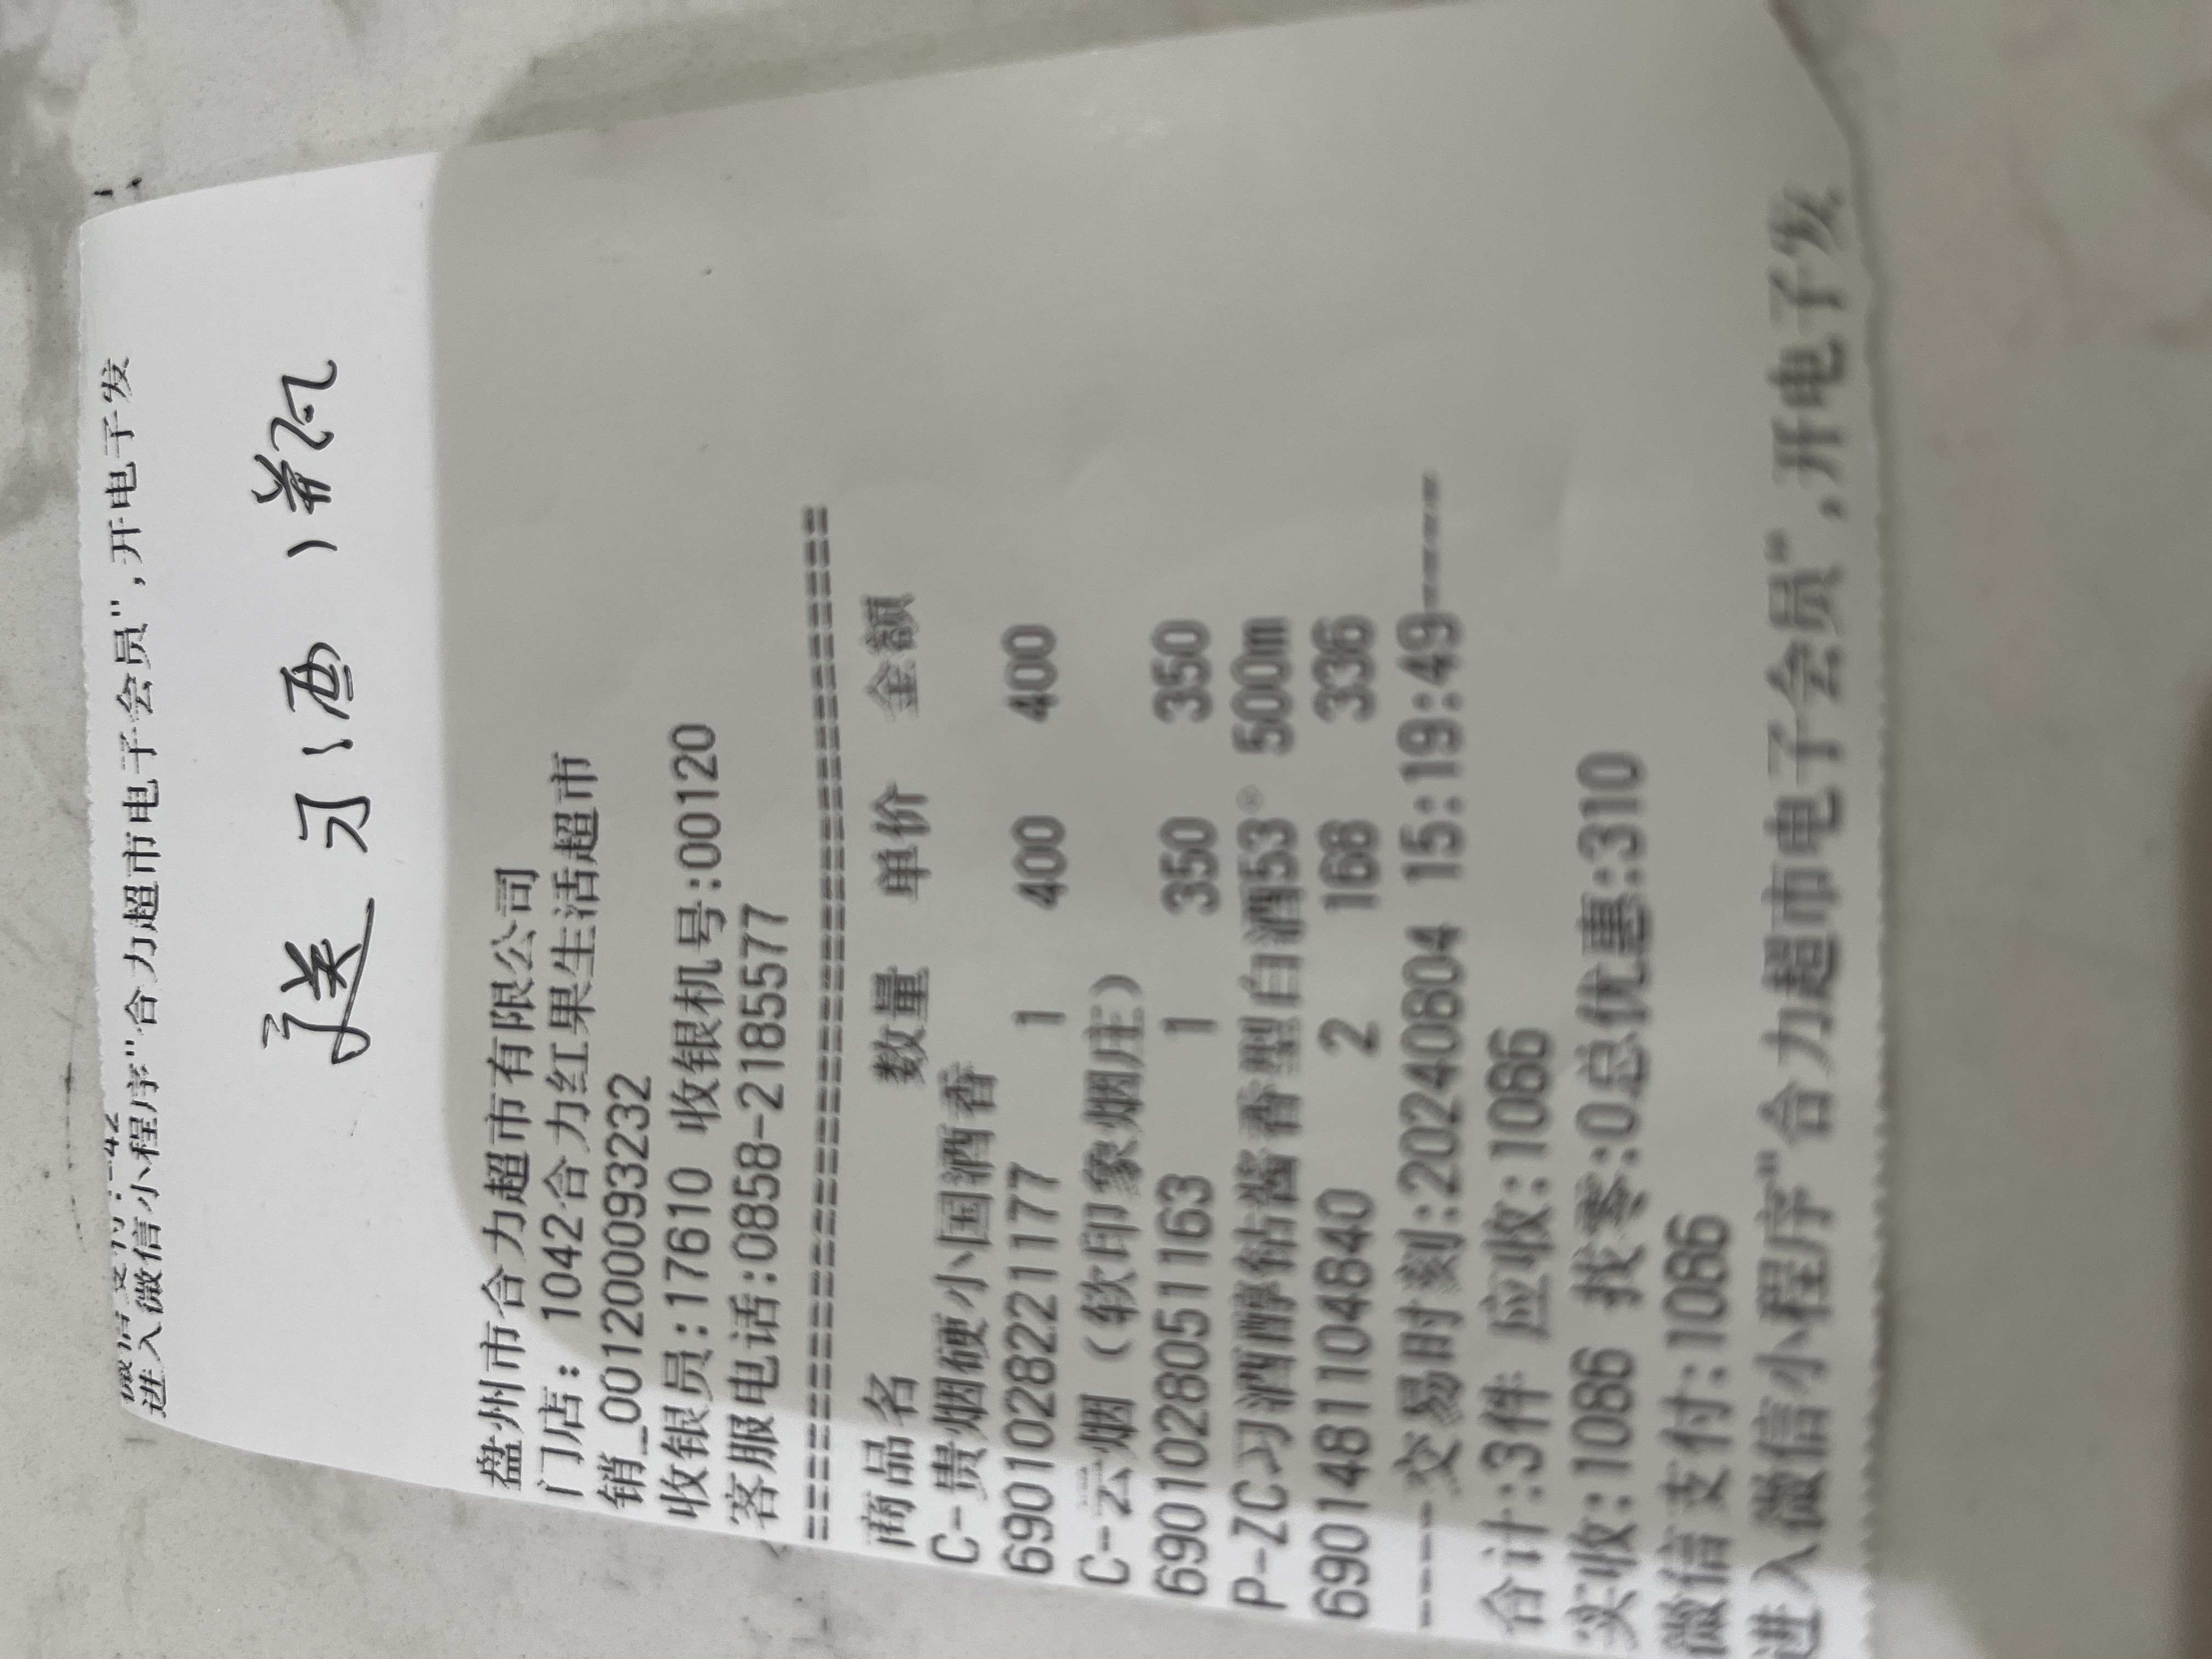 进入微信小程序"合力超市电子会员",开电子发
送习酒1瓶
盘州市合力超市有限公司
门店: 1042合力红果生活超市
销_00120009323​2
收银员:17610 收银机号:00120
客服电话:0858-2185577
================================
商品名 数量 单价 金额
C-贵烟硬小国酒香
6901028221177 1 400 400
C-云烟（软印象烟庄）
6901028051163 1 350 350
P-ZC习酒醇钻酱香型白酒53° 500m
6901481104840 2 168 336
----交易时刻:20240804 15:19:49----
合计:3件 应收:1086
实收:1086 找零:0总优惠:310
微信支付:1086
进入微信小程序"合力超市电子会员",开电子发